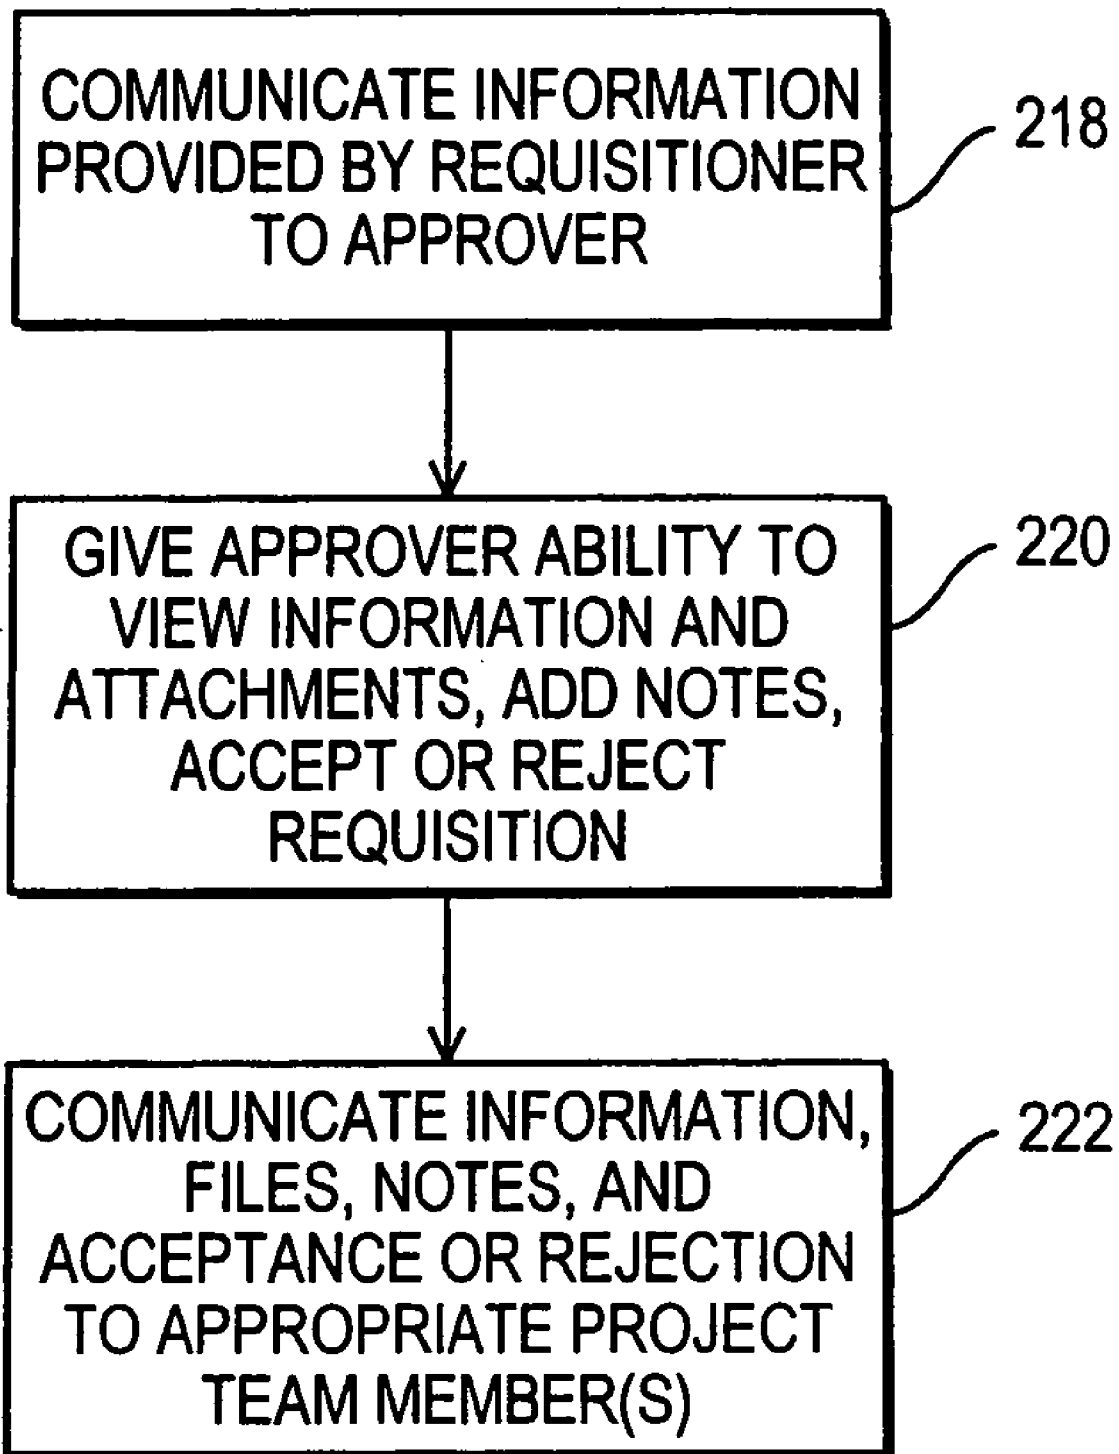 COMMUNICATE INFORMATION
PROVIDED BY REQUISITIONER
TO APPROVER
218
GIVE APPROVER ABILITY TO
VIEW INFORMATION AND
ATTACHMENTS, ADD NOTES,
ACCEPT OR REJECT
REQUISITION
220
COMMUNICATE INFORMATION,
FILES, NOTES, AND
ACCEPTANCE OR REJECTION
TO APPROPRIATE PROJECT
TEAM MEMBER(S)
222